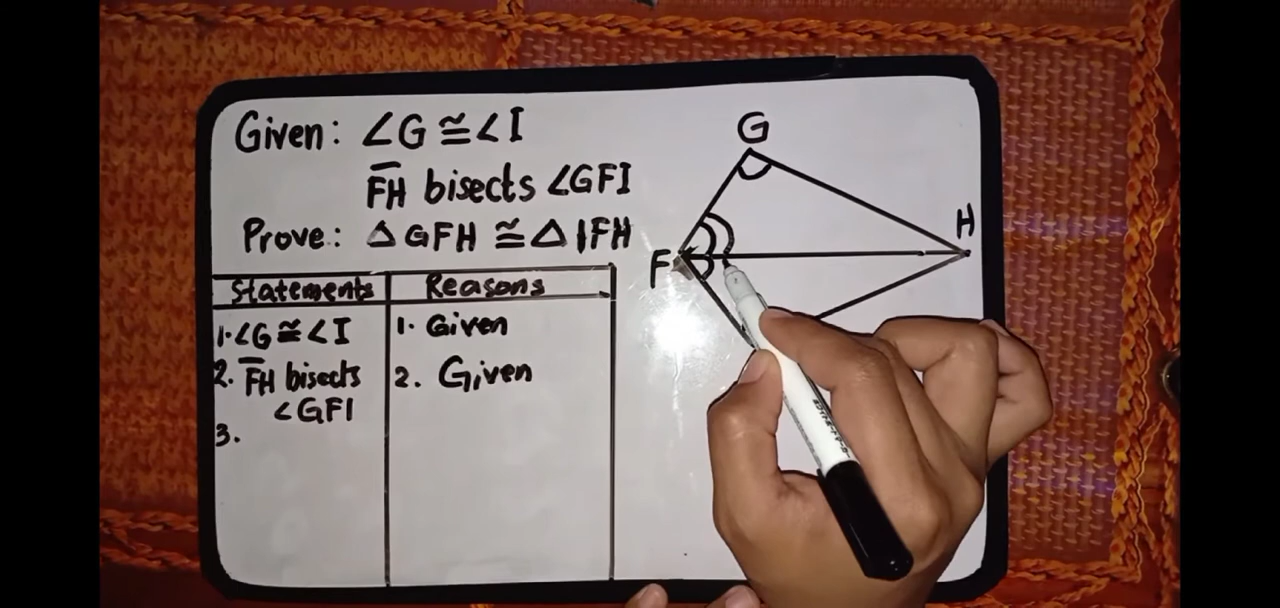 Given: ∠G ≅ ∠I
F̅H̅ bisects ∠GFI
Prove: △GFH ≅ △IFH
Statements
Reasons
1. ∠G ≅ ∠I
1. Given
2. F̅H̅ bisects
2. Given
∠GFI
3.
G
H
F